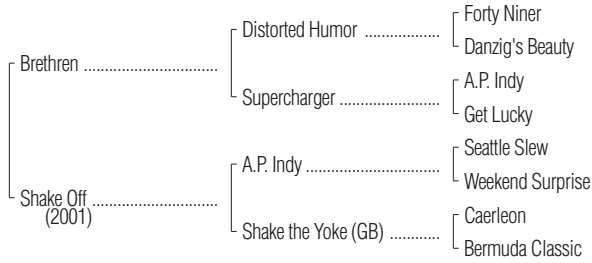 Forty Niner
Distorted Humor ..................
Danzig's Beauty
Brethren ................................
A.P. Indy
Supercharger ........................
Get Lucky
Seattle Slew
A.P. Indy ................................
Weekend Surprise
Shake Off ..............................
(2001)
Caerleon
Shake the Yoke (GB) ............
Bermuda Classic